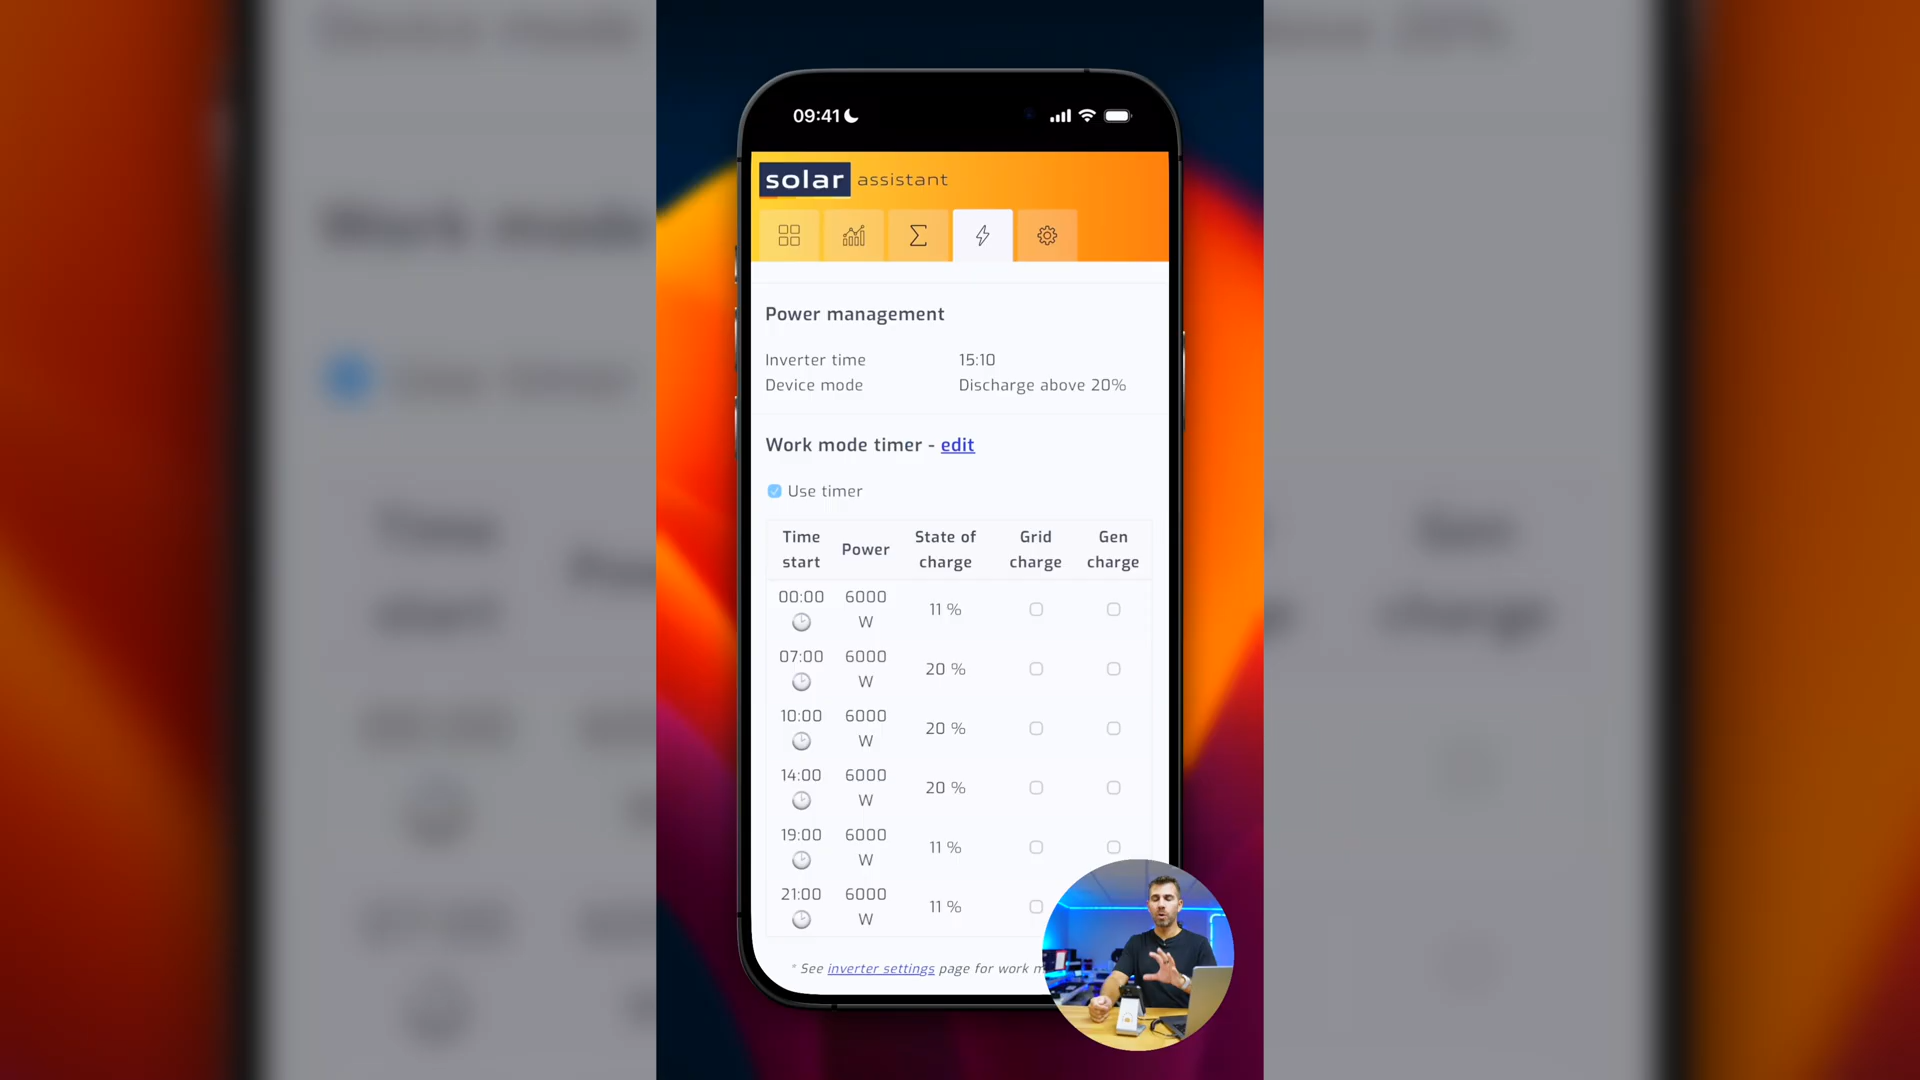 09:41
solar assistant
Power management
Inverter time 15:10
Device mode Discharge above 20%
Work mode timer - edit
Use timer
Time start Power State of charge Grid charge Gen charge
00:00 6000 W 11 %
07:00 6000 W 20 %
10:00 6000 W 20 %
14:00 6000 W 20 %
19:00 6000 W 11 %
21:00 6000 W 11 %
* See inverter settings page for work